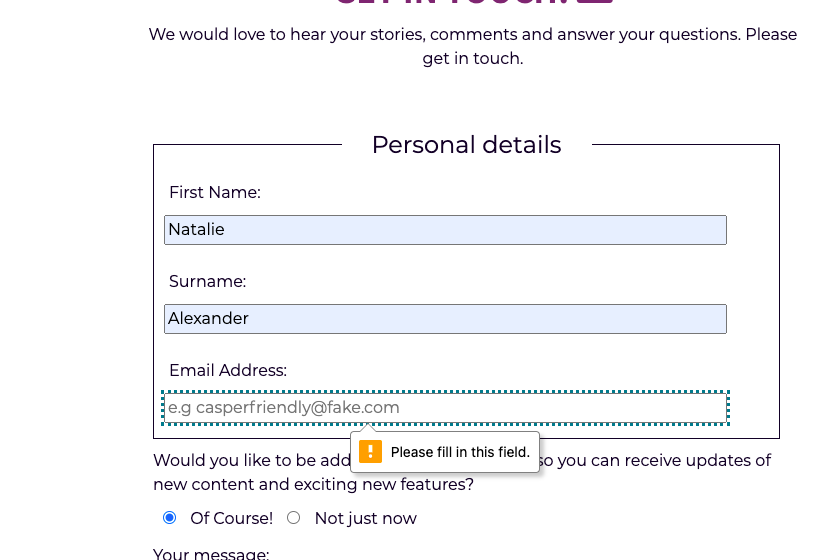 GET IN TOUCH!
We would love to hear your stories, comments and answer your questions. Please
get in touch.
Personal details
First Name:
Natalie
Surname:
Alexander
Email Address:
e.g casperfriendly@fake.com
Please fill in this field.
Would you like to be add so you can receive updates of
new content and exciting new features?
Of Course! Not just now
Your message: